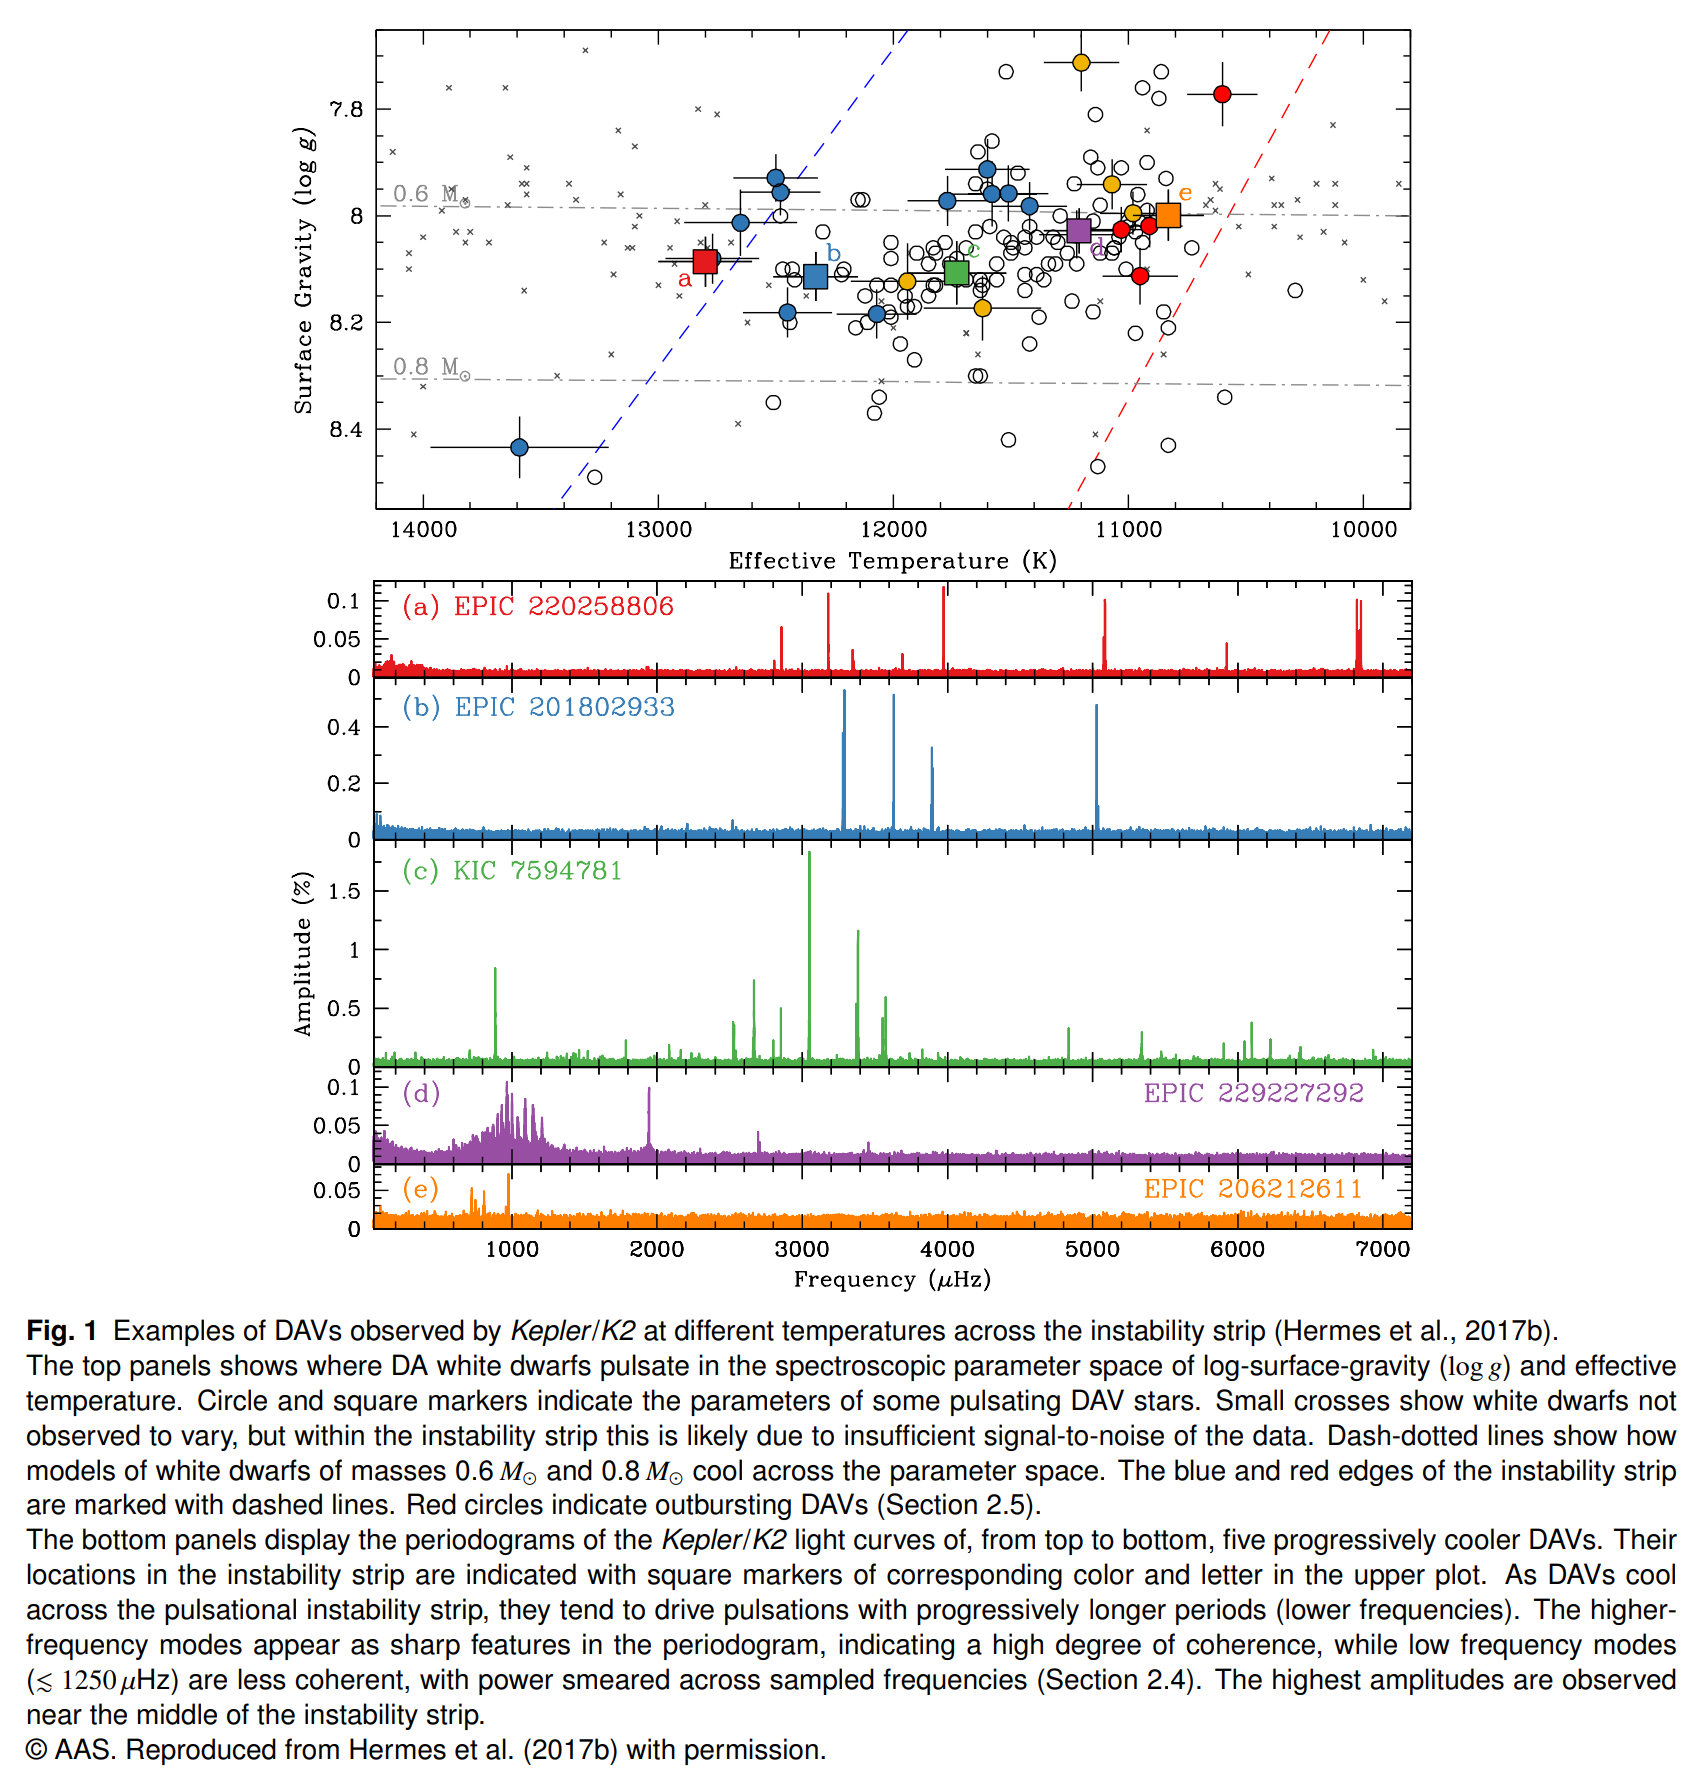 7.8
8
8.2
8.4
Surface Gravity (log g)
0.6 M⊙
0.8 M⊙
a
b
c
d
e
14000 13000 12000 11000 10000
Effective Temperature (K)
0.1
0.05
0
(a) EPIC 220258806
0.4
0.2
0
(b) EPIC 201802933
1.5
1
0.5
0
(c) KIC 7594781
Amplitude (%)
0.1
0.05
0
(d) EPIC 229227292
0.05
0
(e) EPIC 206212611
1000 2000 3000 4000 5000 6000 7000
Frequency (μHz)
Fig. 1 Examples of DAVs observed by Kepler/K2 at different temperatures across the instability strip (Hermes et al., 2017b).
The top panels shows where DA white dwarfs pulsate in the spectroscopic parameter space of log-surface-gravity (log g) and effective
temperature. Circle and square markers indicate the parameters of some pulsating DAV stars. Small crosses show white dwarfs not
observed to vary, but within the instability strip this is likely due to insufficient signal-to-noise of the data. Dash-dotted lines show how
models of white dwarfs of masses 0.6 M⊙ and 0.8 M⊙ cool across the parameter space. The blue and red edges of the instability strip
are marked with dashed lines. Red circles indicate outbursting DAVs (Section 2.5).
The bottom panels display the periodograms of the Kepler/K2 light curves of, from top to bottom, five progressively cooler DAVs. Their
locations in the instability strip are indicated with square markers of corresponding color and letter in the upper plot. As DAVs cool
across the pulsational instability strip, they tend to drive pulsations with progressively longer periods (lower frequencies). The higher-
frequency modes appear as sharp features in the periodogram, indicating a high degree of coherence, while low frequency modes
(≲ 1250 μHz) are less coherent, with power smeared across sampled frequencies (Section 2.4). The highest amplitudes are observed
near the middle of the instability strip.
© AAS. Reproduced from Hermes et al. (2017b) with permission.